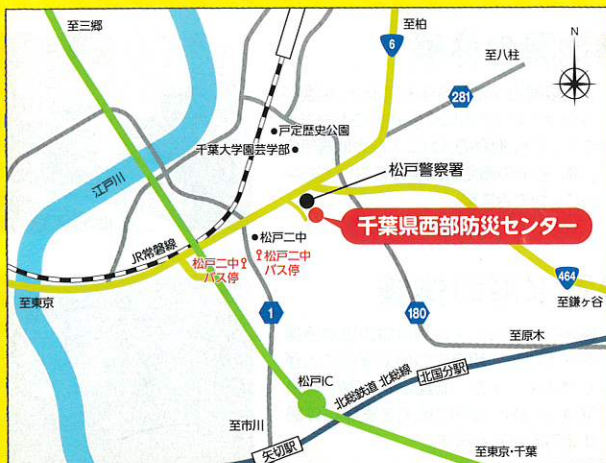 至三郷
至柏
6
至八柱
N
281
戸定歴史公園
千葉大学園芸学部
江戸川
松戸警察署
千葉県西部防災センター
JR常磐線
松戸二中
松戸二中
バス停
松戸二中
バス停
464
至東京
至鎌ヶ谷
1
180
至原木
松戸IC
北総鉄道 北総線
北国分駅
至市川
矢切駅
至東京・千葉